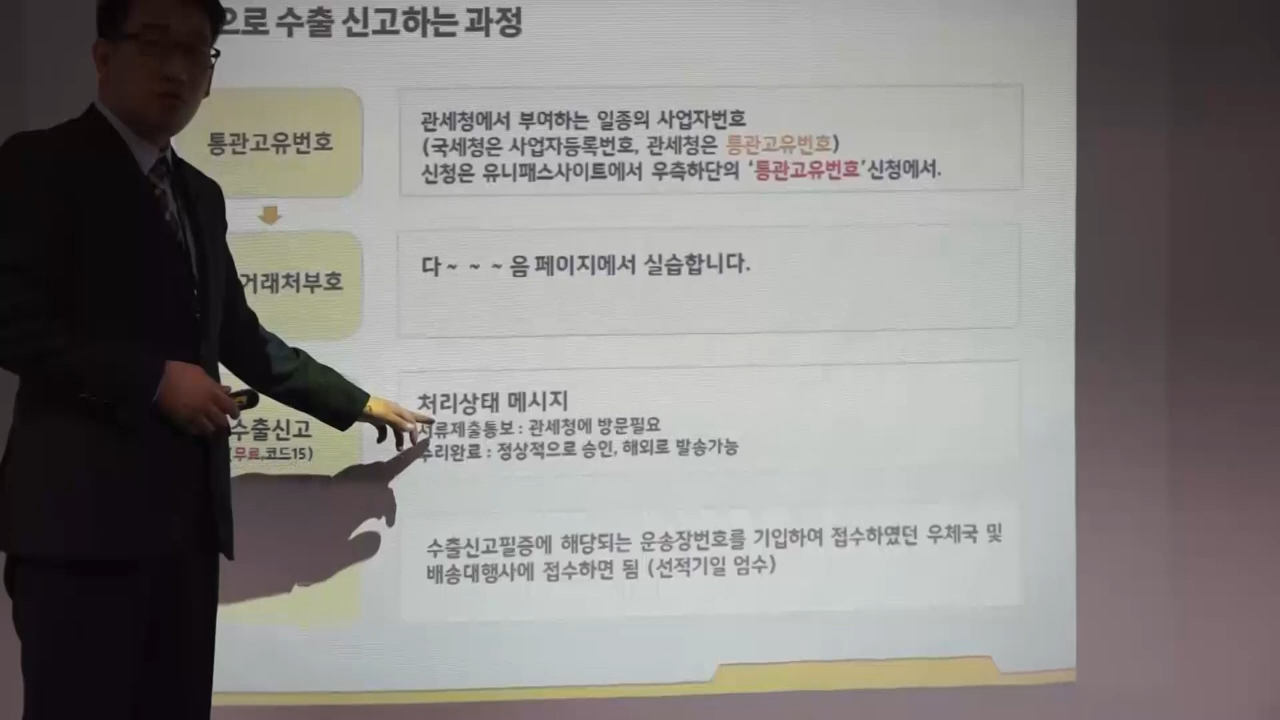 으로 수출 신고하는 과정
통관고유번호
관세청에서 부여하는 일종의 사업자번호
(국세청은 사업자등록번호, 관세청은 통관고유번호)
신청은 유니패스사이트에서 우측하단의 ‘통관고유번호’신청에서.
거래처부호
다~ ~ ~음 페이지에서 실습합니다.
수출신고
(무료,코드15)
처리상태 메시지
서류제출통보 : 관세청에 방문필요
수리완료 : 정상적으로 승인, 해외로 발송가능
수출신고필증에 해당되는 운송장번호를 기입하여 접수하였던 우체국 및
배송대행사에 접수하면 됨 (선적기일 엄수)